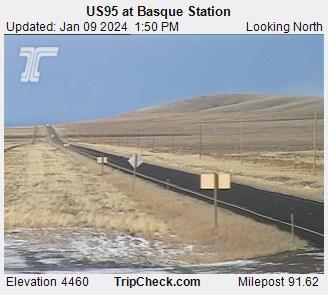 US95 at Basque Station
Updated: Jan 09 2024 1:50 PM Looking North
Elevation 4460 TripCheck.com Milepost 91.62